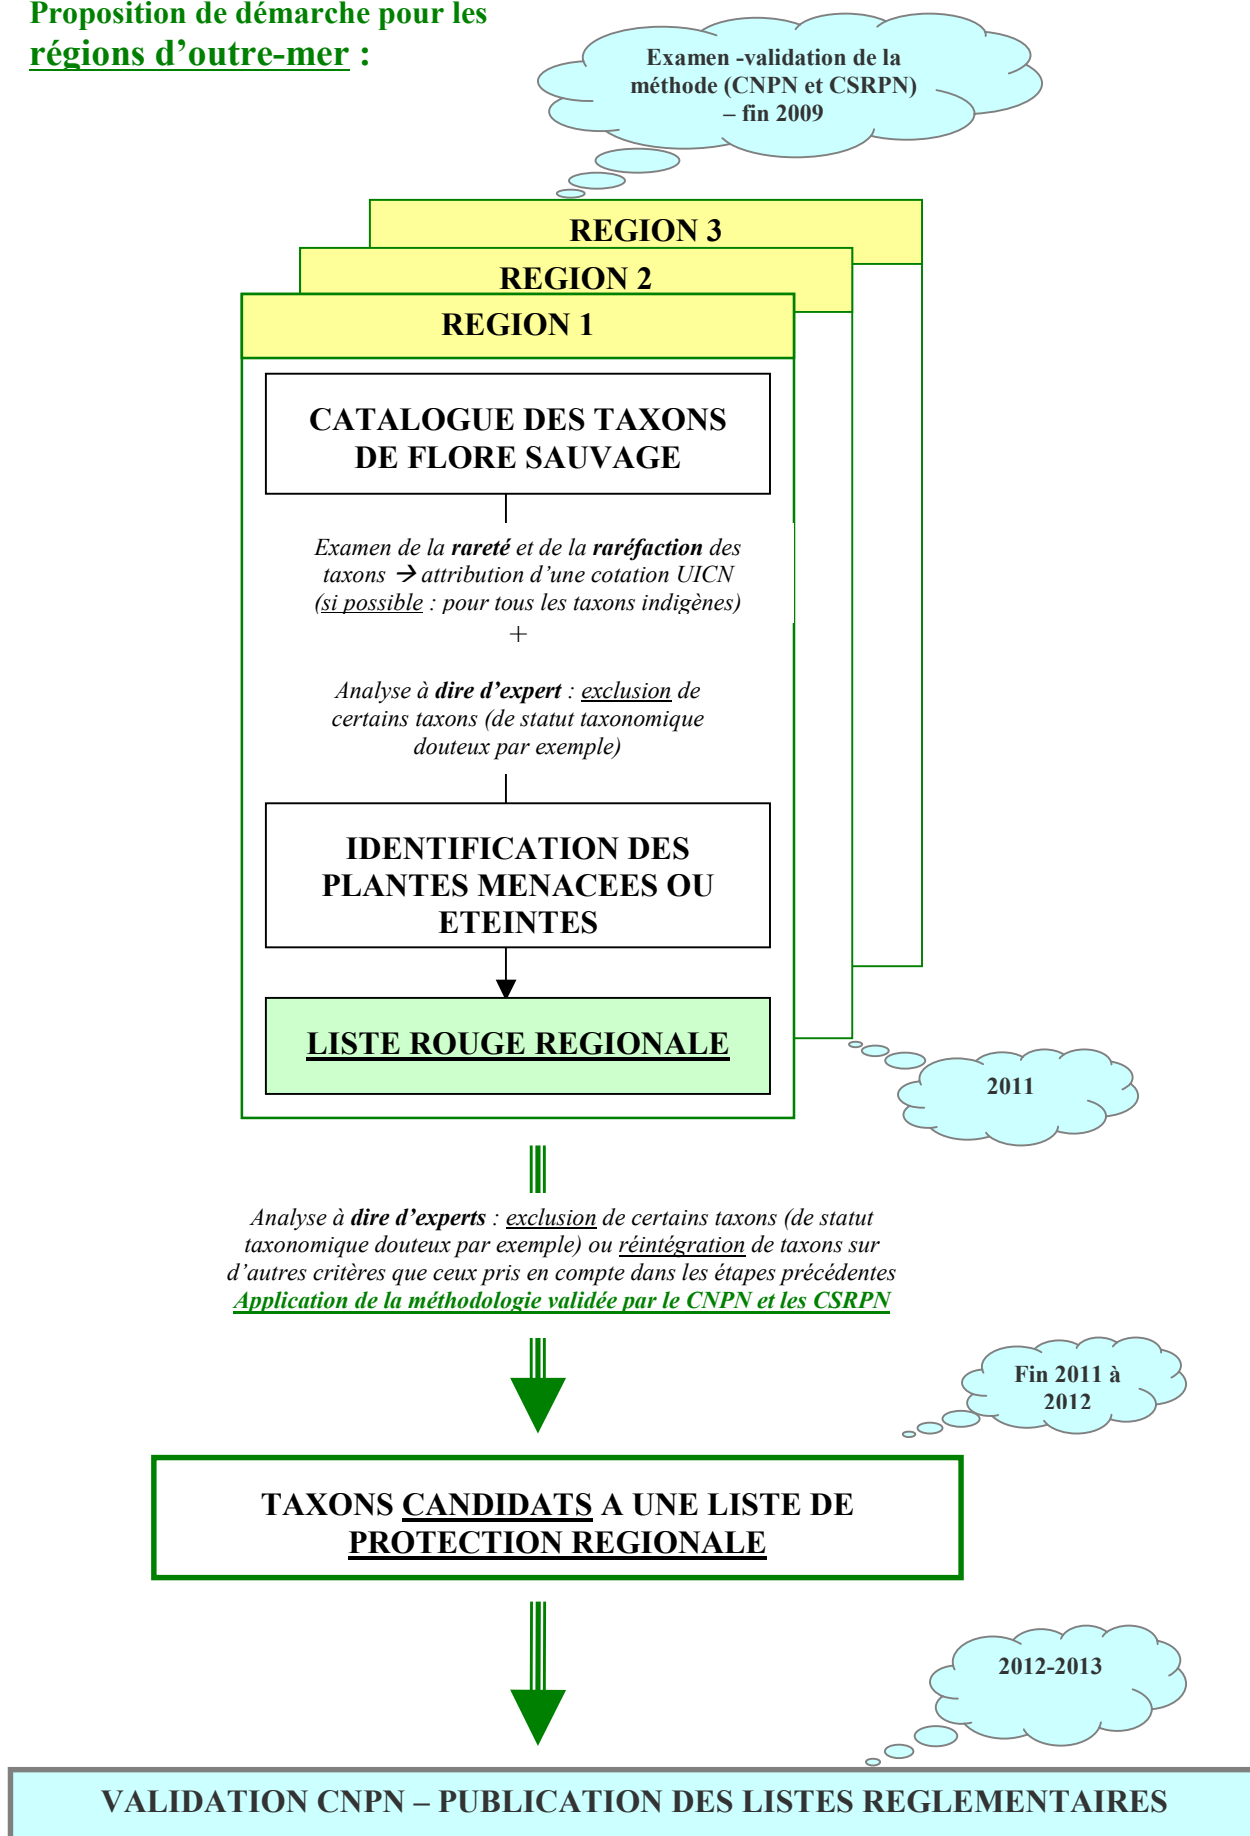 Proposition de démarche pour les
régions d’outre-mer :
Examen -validation de la
méthode (CNPN et CSRPN)
– fin 2009
REGION 3
REGION 2
REGION 1
CATALOGUE DES TAXONS
DE FLORE SAUVAGE
Examen de la rareté et de la raréfaction des
taxons → attribution d’une cotation UICN
(si possible : pour tous les taxons indigènes)
+
Analyse à dire d’expert : exclusion de
certains taxons (de statut taxonomique
douteux par exemple)
IDENTIFICATION DES
PLANTES MENACEES OU
ETEINTES
LISTE ROUGE REGIONALE
2011
Analyse à dire d’experts : exclusion de certains taxons (de statut
taxonomique douteux par exemple) ou réintégration de taxons sur
d’autres critères que ceux pris en compte dans les étapes précédentes
Application de la méthodologie validée par le CNPN et les CSRPN
Fin 2011 à
2012
TAXONS CANDIDATS A UNE LISTE DE
PROTECTION REGIONALE
2012-2013
VALIDATION CNPN – PUBLICATION DES LISTES REGLEMENTAIRES